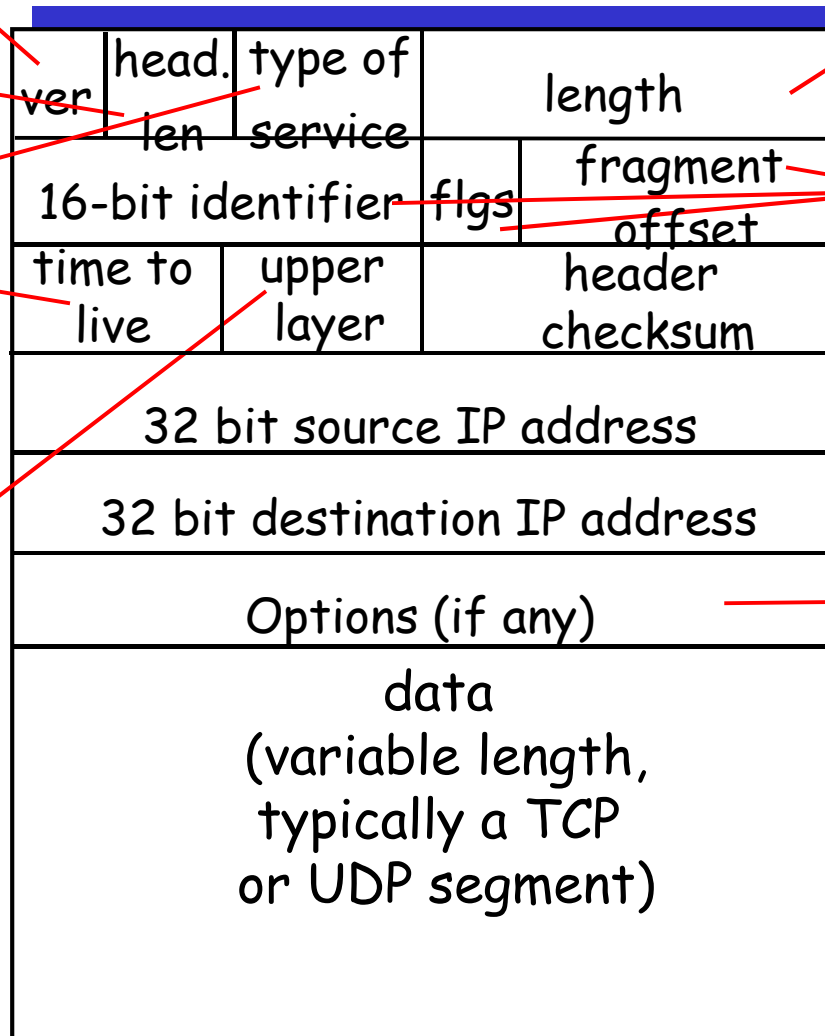 ver
head.
len
type of
service
length
16-bit identifier
flgs
fragment
offset
time to
live
upper
layer
header
checksum
32 bit source IP address
32 bit destination IP address
Options (if any)
data
(variable length,
typically a TCP
or UDP segment)